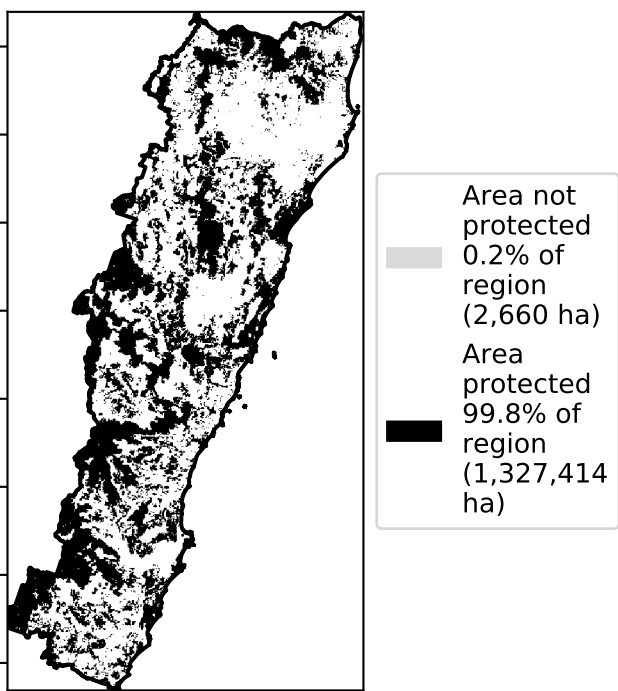 Area not
protected
0.2% of
region
(2,660 ha)
Area
protected
99.8% of
region
(1,327,414
ha)